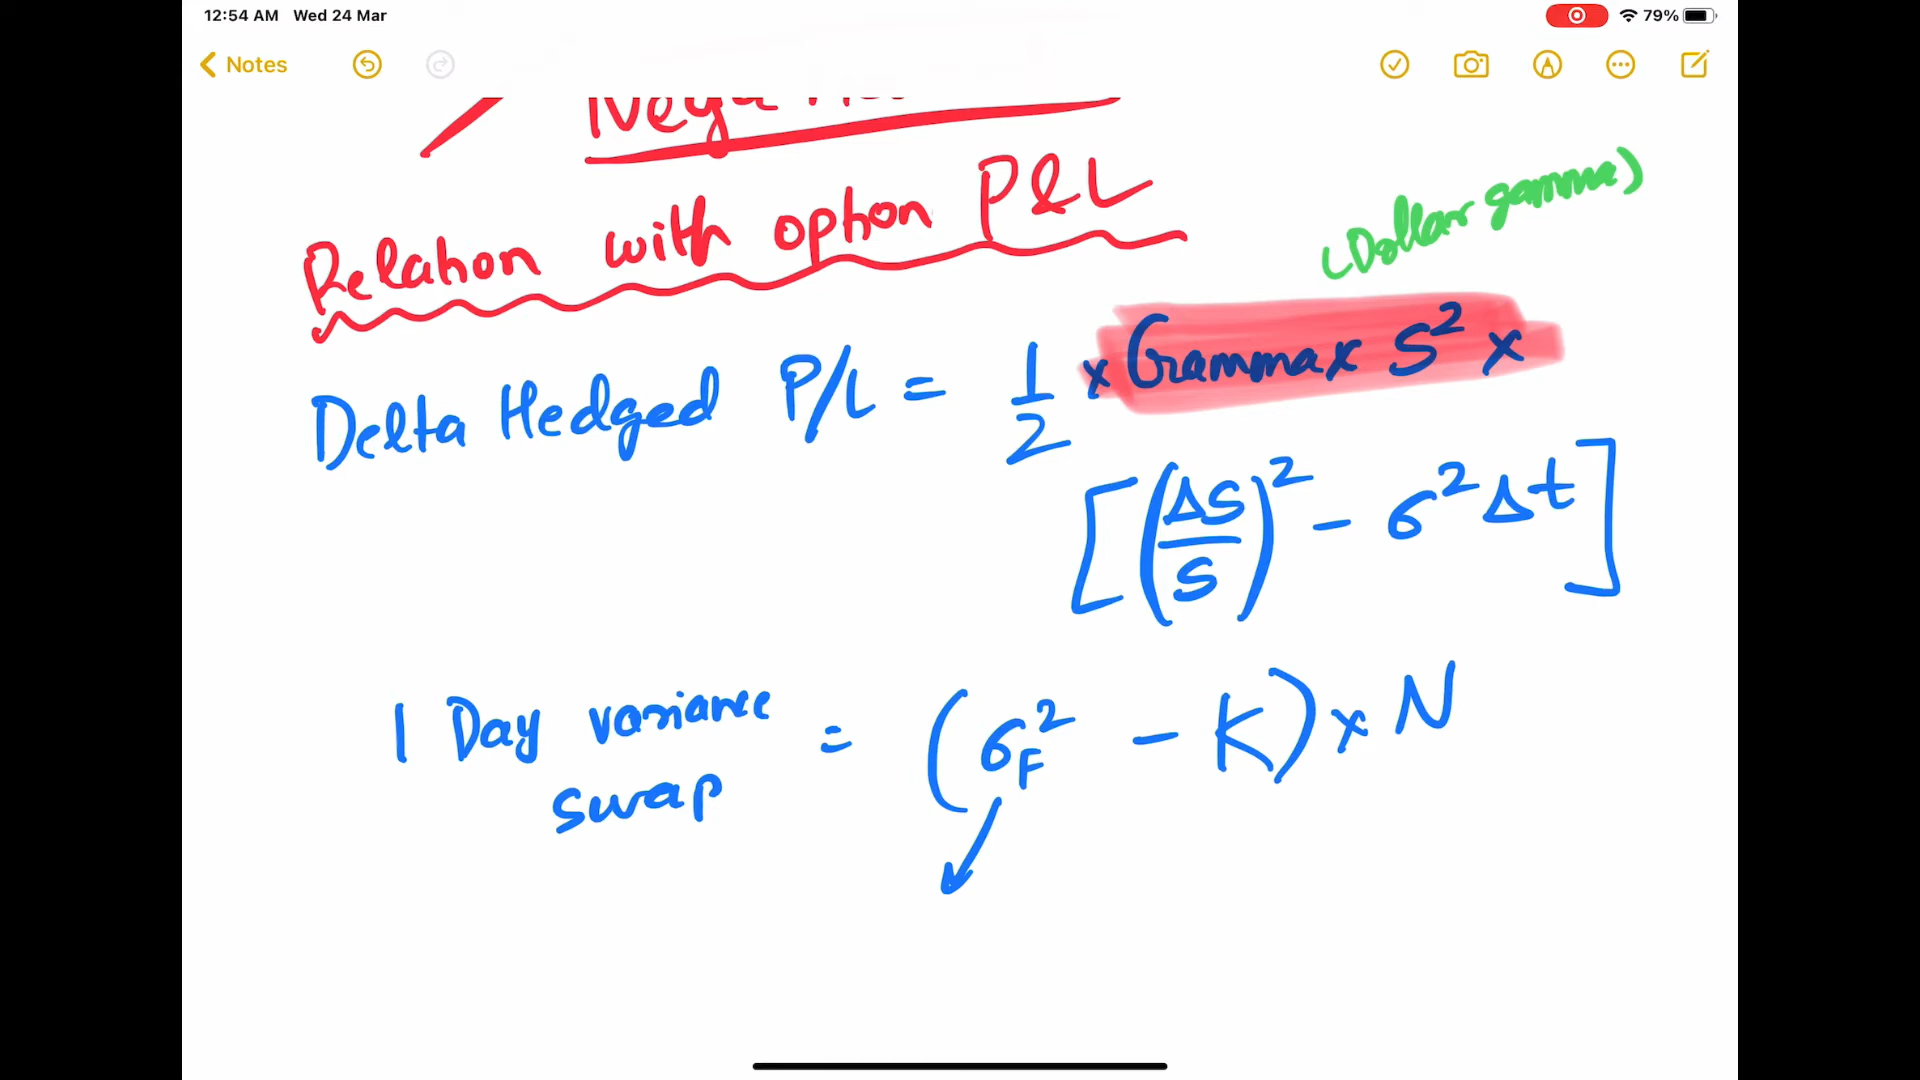 12:54 AM Wed 24 Mar 79%
Notes
Relation with option P&L
(Dollar gamma)
Delta Hedged P/L = 1/2 x Gamma x S² x
[(ΔS/S)² - σ²Δt]
1 Day variance = (σF² - K) x N
swap